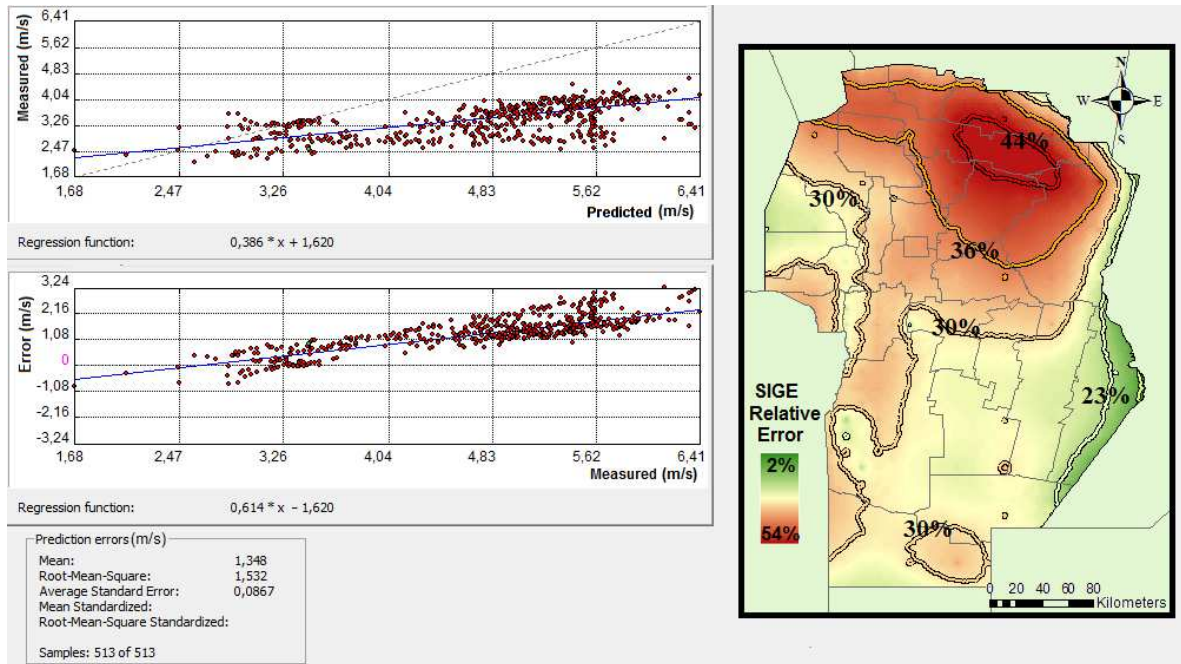 6,41
5,62
4,83
4,04
3,26
2,47
1,68
Measured (m/s)
1,68 2,47 3,26 4,04 4,83 5,62 6,41
Predicted (m/s)
Regression function: 0,386 * x + 1,620
3,24
2,16
1,08
0
-1,08
-2,16
-3,24
Error (m/s)
1,68 2,47 3,26 4,04 4,83 5,62 6,41
Measured (m/s)
Regression function: 0,614 * x − 1,620
Prediction errors (m/s)
Mean: 1,348
Root-Mean-Square: 1,532
Average Standard Error: 0,0867
Mean Standardized:
Root-Mean-Square Standardized:
Samples: 513 of 513
N
W E
S
44%
30%
36%
30%
23%
30%
SIGE
Relative
Error
2%
54%
0 20 40 60 80
Kilometers